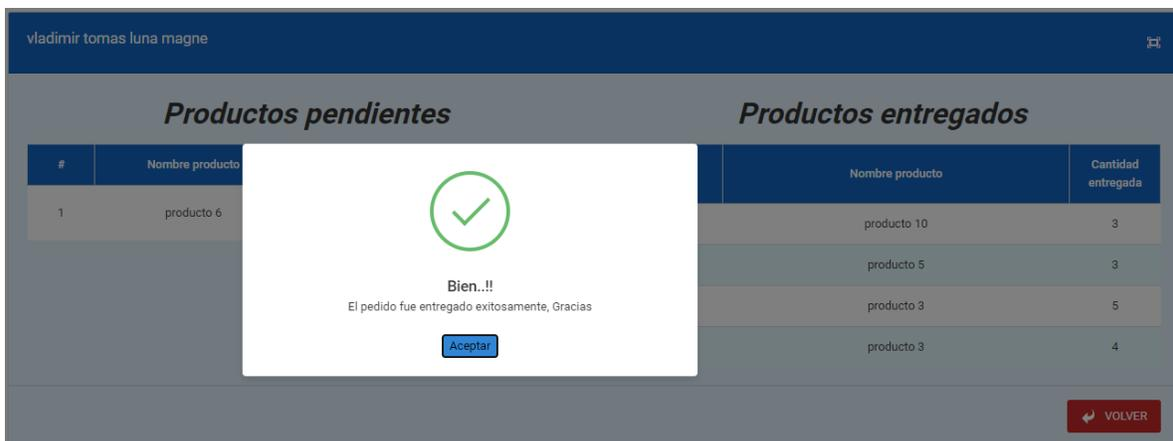 vladimir tomas luna magne
Productos pendientes
Productos entregados
# Nombre producto
Nombre producto Cantidad entregada
1 producto 6
producto 10 3
producto 5 3
producto 3 5
producto 3 4
Bien..!!
El pedido fue entregado exitosamente, Gracias
Aceptar
VOLVER